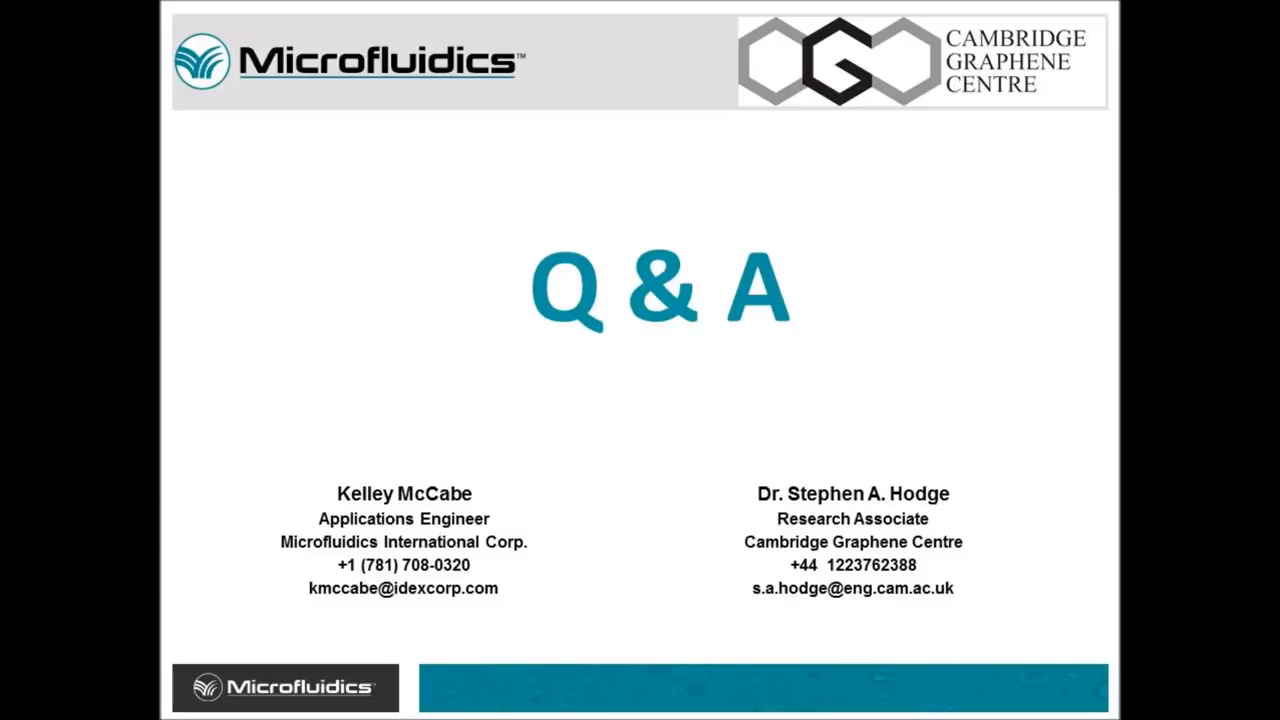 Microfluidics™
CAMBRIDGE
GRAPHENE
CENTRE
Q & A
Kelley McCabe
Applications Engineer
Microfluidics International Corp.
+1 (781) 708-0320
kmccabe@idexcorp.com
Dr. Stephen A. Hodge
Research Associate
Cambridge Graphene Centre
+44 1223762388
s.a.hodge@eng.cam.ac.uk
Microfluidics™